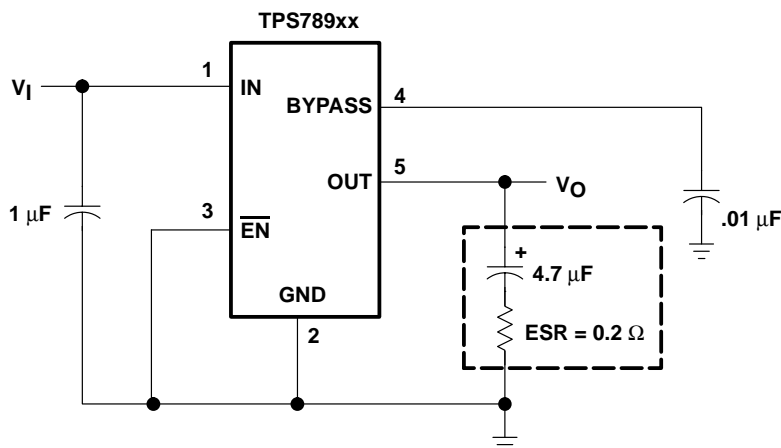 TPS789xx
1
4
V_I
IN
BYPASS
5
OUT
V_O
1 μF
3
EN
.01 μF
+
4.7 μF
GND
2
ESR = 0.2 Ω